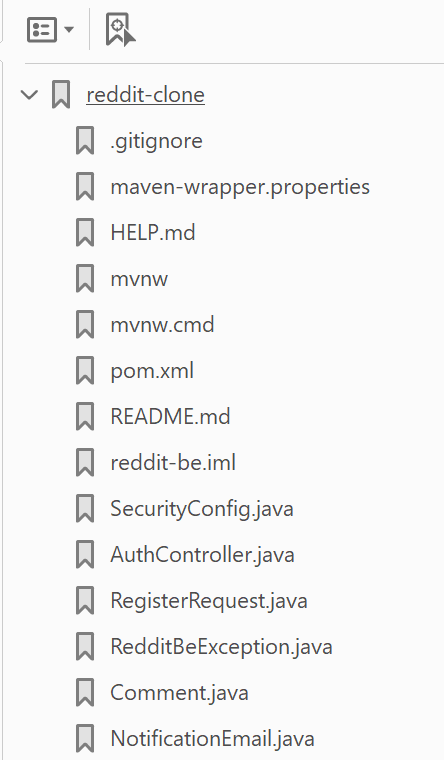 reddit-clone
.gitignore
maven-wrapper.properties
HELP.md
mvnw
mvnw.cmd
pom.xml
README.md
reddit-be.iml
SecurityConfig.java
AuthController.java
RegisterRequest.java
RedditBeException.java
Comment.java
NotificationEmail.java